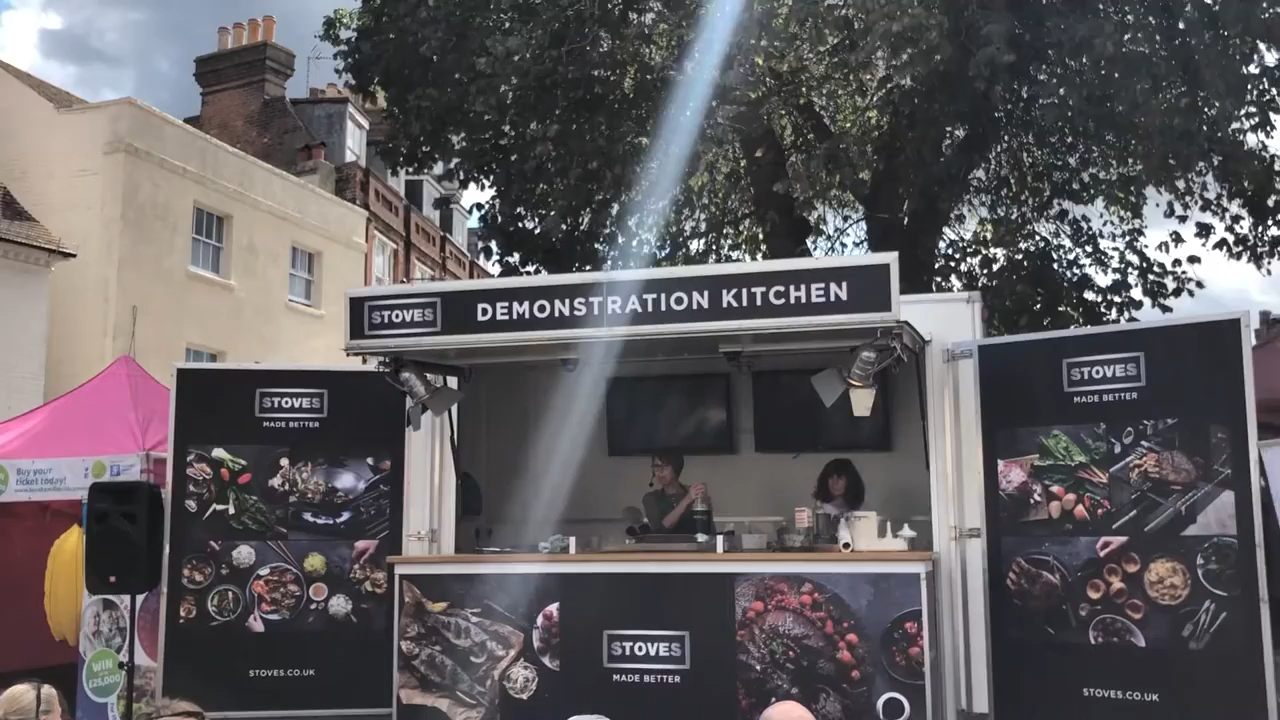 STOVES
DEMONSTRATION KITCHEN
STOVES
MADE BETTER
STOVES.CO.UK
STOVES
MADE BETTER
STOVES
MADE BETTER
STOVES.CO.UK
Buy your
ticket today!
WIN
£25,000